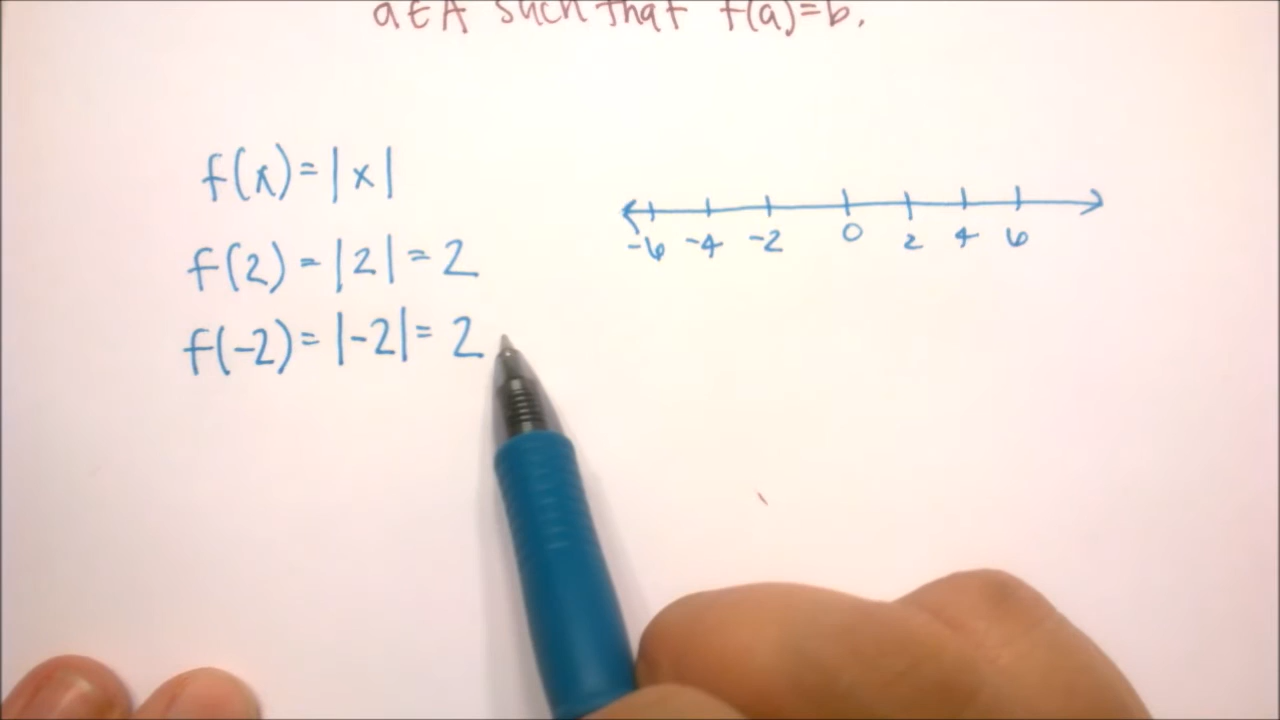 a∈A such that f(a)=b.
f(x)=|x|
f(2)=|2|=2
f(-2)=|-2|=2
-6 -4 -2 0 2 4 6